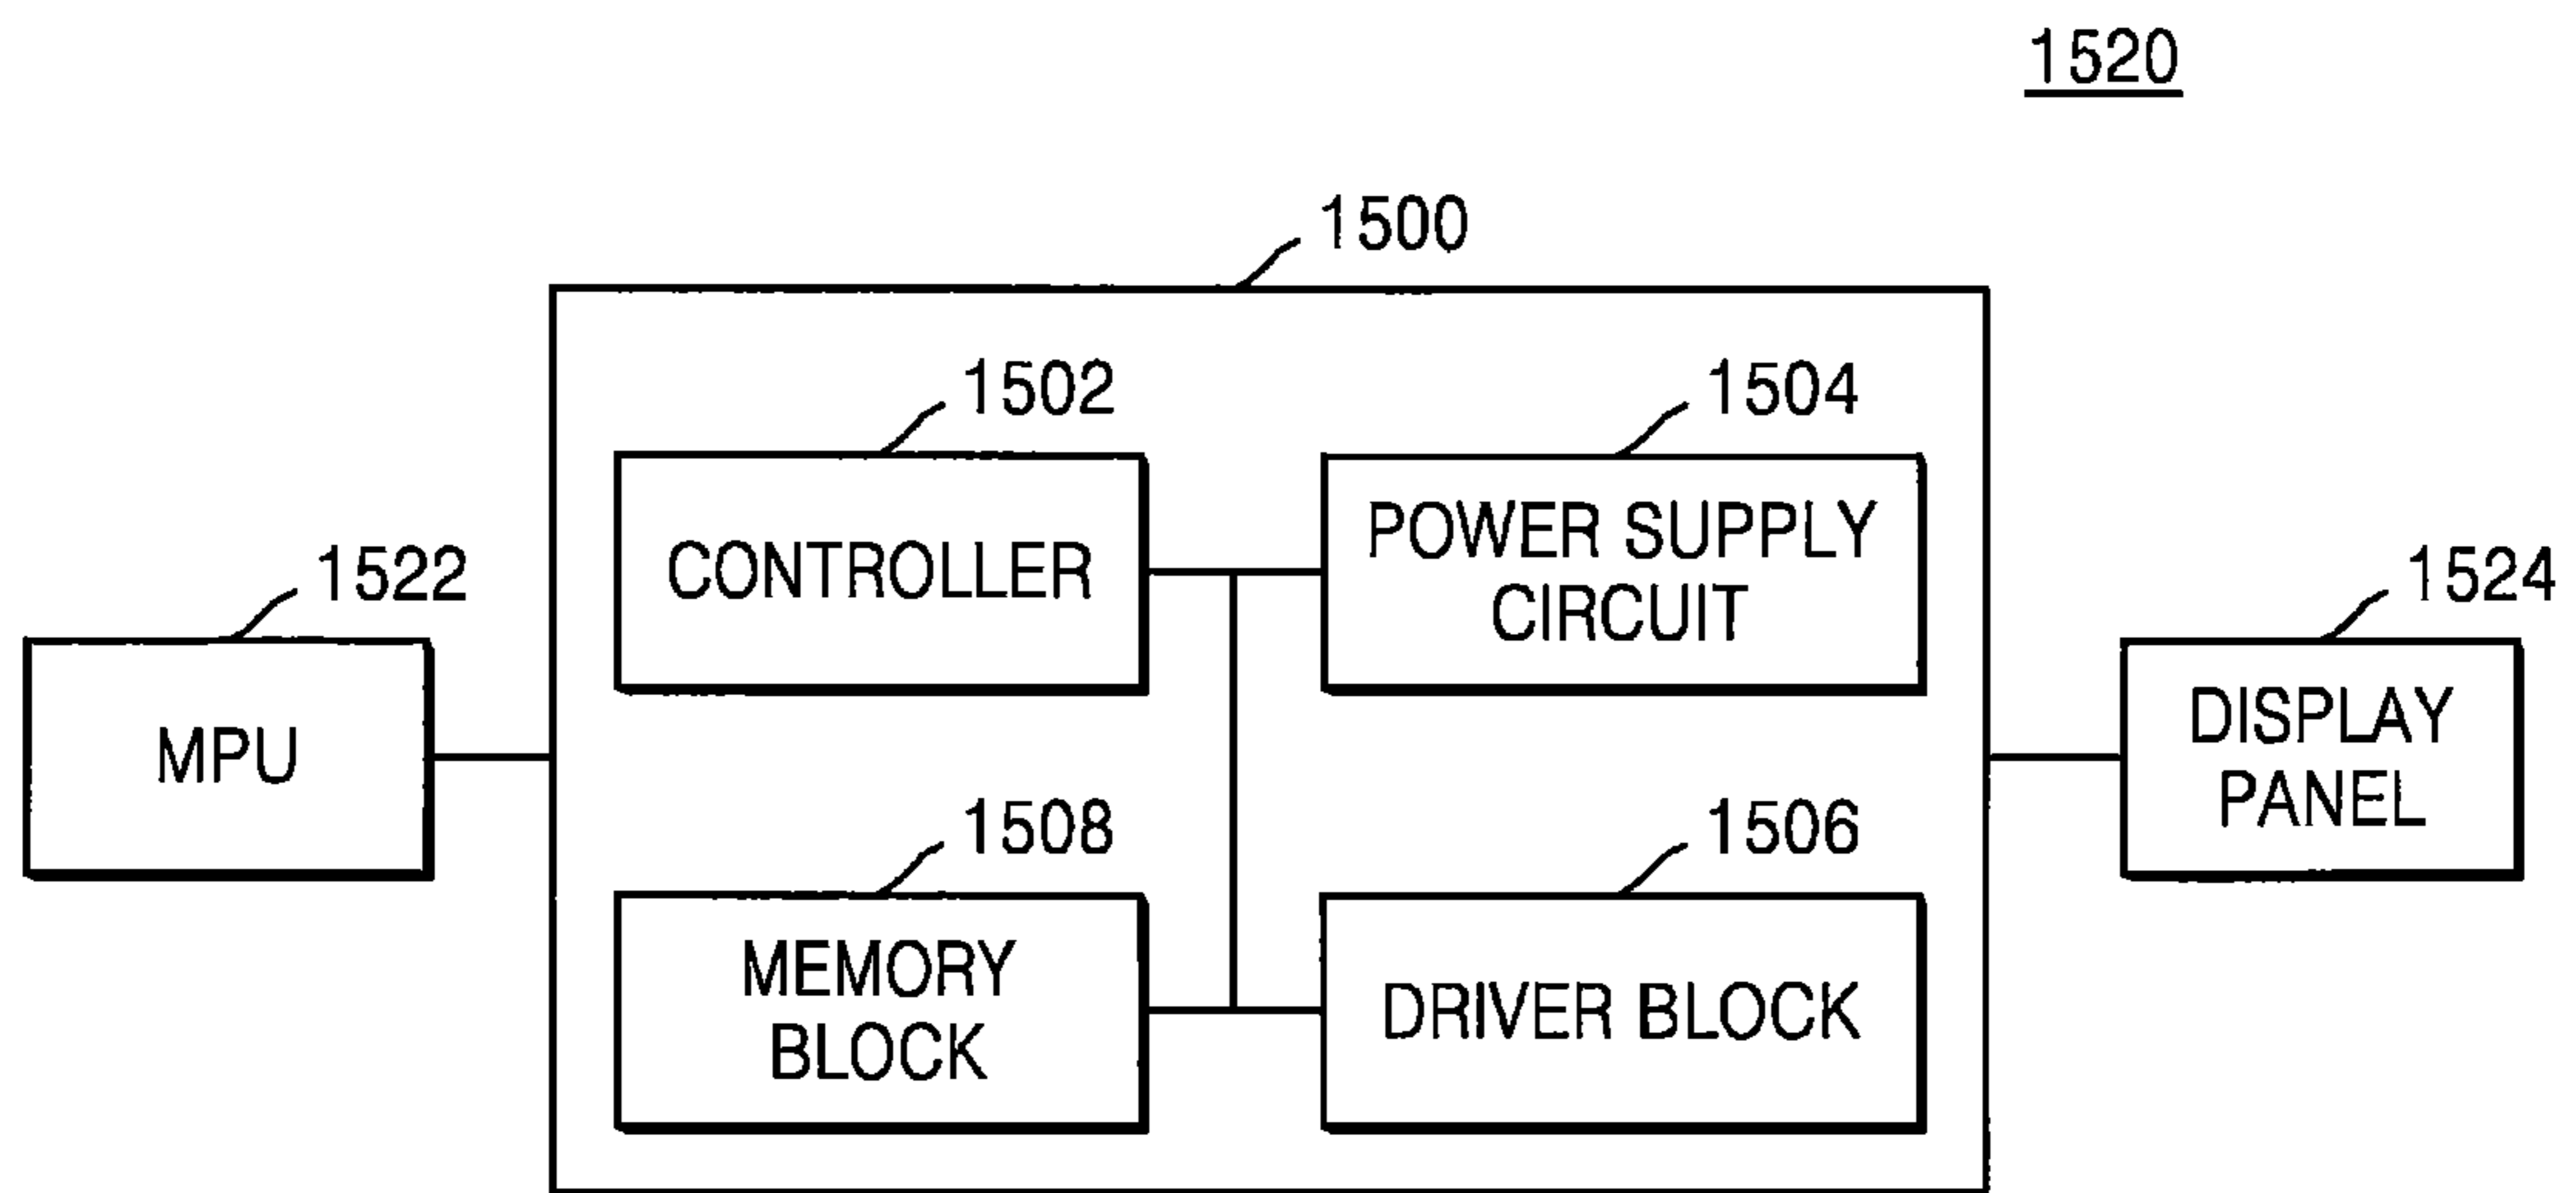 1520
1500
1502
1504
CONTROLLER
POWER SUPPLY
CIRCUIT
1522
MPU
1524
DISPLAY
PANEL
1508
1506
MEMORY
BLOCK
DRIVER BLOCK